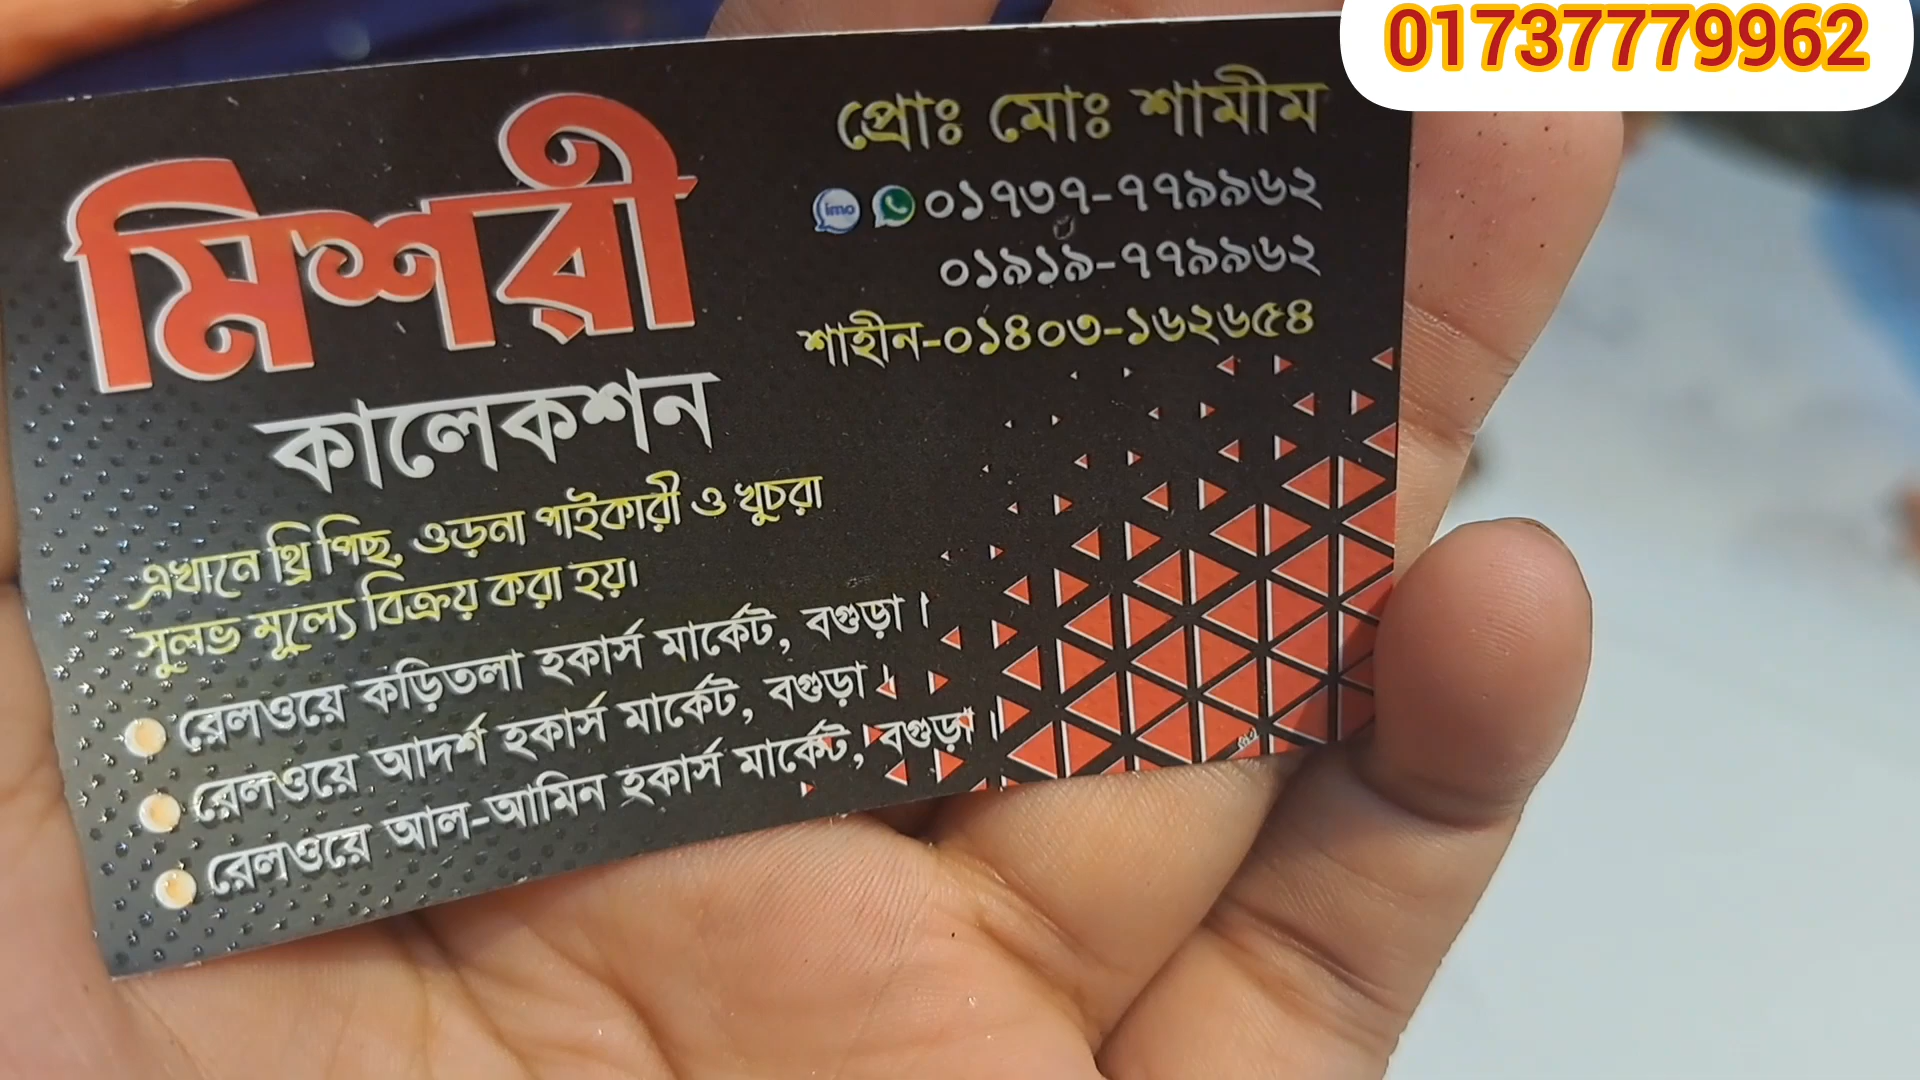 01737779962
মিশরী
কালেকশন
প্রোঃ মোঃ শামীম
imo ০১৭৩৭-৭৭৯৯৬২
০১৯১৯-৭৭৯৯৬২
শাহীন-০১৪০৩-১৬২৬৫৪
এখানে থ্রি পিছ, ওড়না পাইকারী ও খুচরা
সুলভ মূল্যে বিক্রয় করা হয়।
রেলওয়ে কড়িতলা হকার্স মার্কেট, বগুড়া।
রেলওয়ে আদর্শ হকার্স মার্কেট, বগুড়া।
রেলওয়ে আল-আমিন হকার্স মার্কেট, বগুড়া।